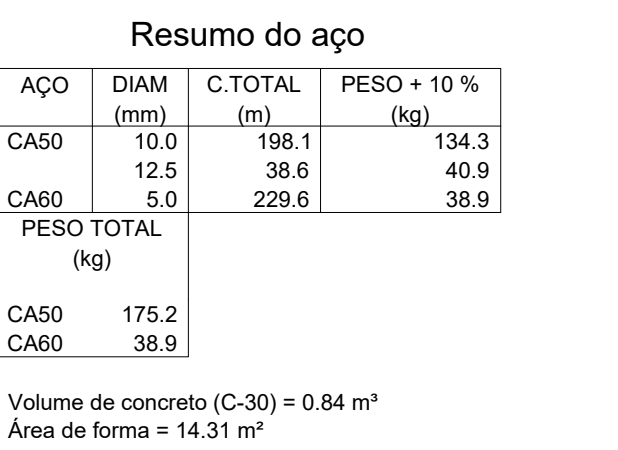 Resumo do aço
AÇO DIAM C.TOTAL PESO + 10 %
(mm) (m) (kg)
CA50 10.0 198.1 134.3
12.5 38.6 40.9
CA60 5.0 229.6 38.9
PESO TOTAL
(kg)
CA50 175.2
CA60 38.9
Volume de concreto (C-30) = 0.84 m³
Área de forma = 14.31 m²